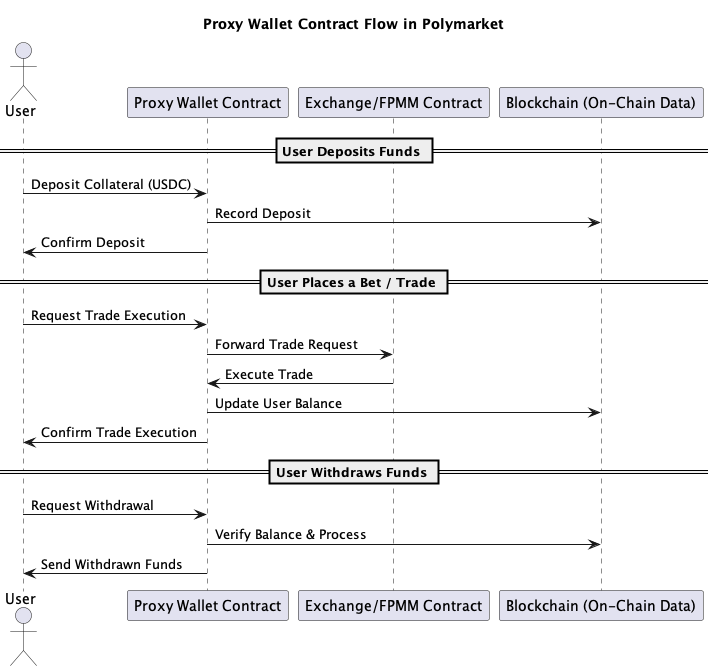 Proxy Wallet Contract Flow in Polymarket
User
Proxy Wallet Contract
Exchange/FPMM Contract
Blockchain (On-Chain Data)
User Deposits Funds
Deposit Collateral (USDC)
Record Deposit
Confirm Deposit
User Places a Bet / Trade
Request Trade Execution
Forward Trade Request
Execute Trade
Update User Balance
Confirm Trade Execution
User Withdraws Funds
Request Withdrawal
Verify Balance & Process
Send Withdrawn Funds
User
Proxy Wallet Contract
Exchange/FPMM Contract
Blockchain (On-Chain Data)